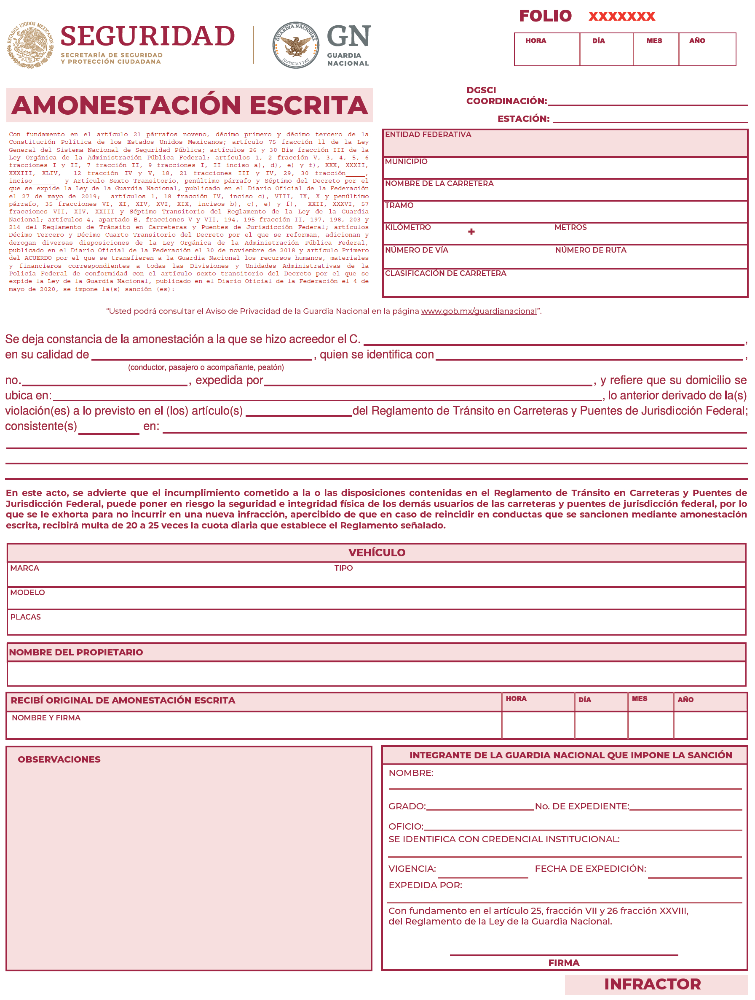 FOLIO XXXXXXX
ESTADOS UNIDOS MEXICANOS
SEGURIDAD
SECRETARÍA DE SEGURIDAD
Y PROTECCIÓN CIUDADANA
GUARDIA NACIONAL
JUSTICIA Y PAZ
GN
GUARDIA
NACIONAL
HORA DÍA MES AÑO
AMONESTACIÓN ESCRITA
DGSCI
COORDINACIÓN:
ESTACIÓN:
Con fundamento en el artículo 21 párrafos noveno, décimo primero y décimo tercero de la
Constitución Política de los Estados Unidos Mexicanos; artículo 75 fracción ll de la Ley
General del Sistema Nacional de Seguridad Pública; artículos 26 y 30 Bis fracción III de la
Ley Orgánica de la Administración Pública Federal; artículos 1, 2 fracción V, 3, 4, 5, 6
fracciones I y II, 7 fracción II, 9 fracciones I, II inciso a), d), e) y f), XXX, XXXII,
XXXIII, XLIV, 12 fracción IV y V, 18, 21 fracciones III y IV, 29, 30 fracción_____,
inciso______ y Artículo Sexto Transitorio, penúltimo párrafo y Séptimo del Decreto por el
que se expide la Ley de la Guardia Nacional, publicado en el Diario Oficial de la Federación
el 27 de mayo de 2019; artículos 1, 18 fracción IV, inciso c), VIII, IX, X y penúltimo
párrafo, 35 fracciones VI, XI, XIV, XVI, XIX, incisos b), c), e) y f), XXII, XXXVI, 57
fracciones VII, XIV, XXIII y Séptimo Transitorio del Reglamento de la Ley de la Guardia
Nacional; artículos 4, apartado B, fracciones V y VII, 194, 195 fracción II, 197, 198, 203 y
214 del Reglamento de Tránsito en Carreteras y Puentes de Jurisdicción Federal; artículos
Décimo Tercero y Décimo Cuarto Transitorio del Decreto por el que se reforman, adicionan y
derogan diversas disposiciones de la Ley Orgánica de la Administración Pública Federal,
publicado en el Diario Oficial de la Federación el 30 de noviembre de 2018 y artículo Primero
del ACUERDO por el que se transfieren a la Guardia Nacional los recursos humanos, materiales
y financieros correspondientes a todas las Divisiones y Unidades Administrativas de la
Policía Federal de conformidad con el artículo sexto transitorio del Decreto por el que se
expide la Ley de la Guardia Nacional, publicado en el Diario Oficial de la Federación el 4 de
mayo de 2020, se impone la(s) sanción (es):
ENTIDAD FEDERATIVA
MUNICIPIO
NOMBRE DE LA CARRETERA
TRAMO
KILÓMETRO + METROS
NÚMERO DE VÍA NÚMERO DE RUTA
CLASIFICACIÓN DE CARRETERA
“Usted podrá consultar el Aviso de Privacidad de la Guardia Nacional en la página www.gob.mx/guardianacional”.
Se deja constancia de la amonestación a la que se hizo acreedor el C. ,
en su calidad de , quien se identifica con ,
(conductor, pasajero o acompañante, peatón)
no. , expedida por , y refiere que su domicilio se
ubica en: , lo anterior derivado de la(s)
violación(es) a lo previsto en el (los) artículo(s) del Reglamento de Tránsito en Carreteras y Puentes de Jurisdicción Federal;
consistente(s) en:
En este acto, se advierte que el incumplimiento cometido a la o las disposiciones contenidas en el Reglamento de Tránsito en Carreteras y Puentes de
Jurisdicción Federal, puede poner en riesgo la seguridad e integridad física de los demás usuarios de las carreteras y puentes de jurisdicción federal, por lo
que se le exhorta para no incurrir en una nueva infracción, apercibido de que en caso de reincidir en conductas que se sancionen mediante amonestación
escrita, recibirá multa de 20 a 25 veces la cuota diaria que establece el Reglamento señalado.
VEHÍCULO
MARCA TIPO
MODELO
PLACAS
NOMBRE DEL PROPIETARIO
RECIBÍ ORIGINAL DE AMONESTACIÓN ESCRITA HORA DÍA MES AÑO
NOMBRE Y FIRMA
OBSERVACIONES
INTEGRANTE DE LA GUARDIA NACIONAL QUE IMPONE LA SANCIÓN
NOMBRE:
GRADO: No. DE EXPEDIENTE:
OFICIO:
SE IDENTIFICA CON CREDENCIAL INSTITUCIONAL:
VIGENCIA: FECHA DE EXPEDICIÓN:
EXPEDIDA POR:
Con fundamento en el artículo 25, fracción VII y 26 fracción XXVIII,
del Reglamento de la Ley de la Guardia Nacional.
FIRMA
INFRACTOR